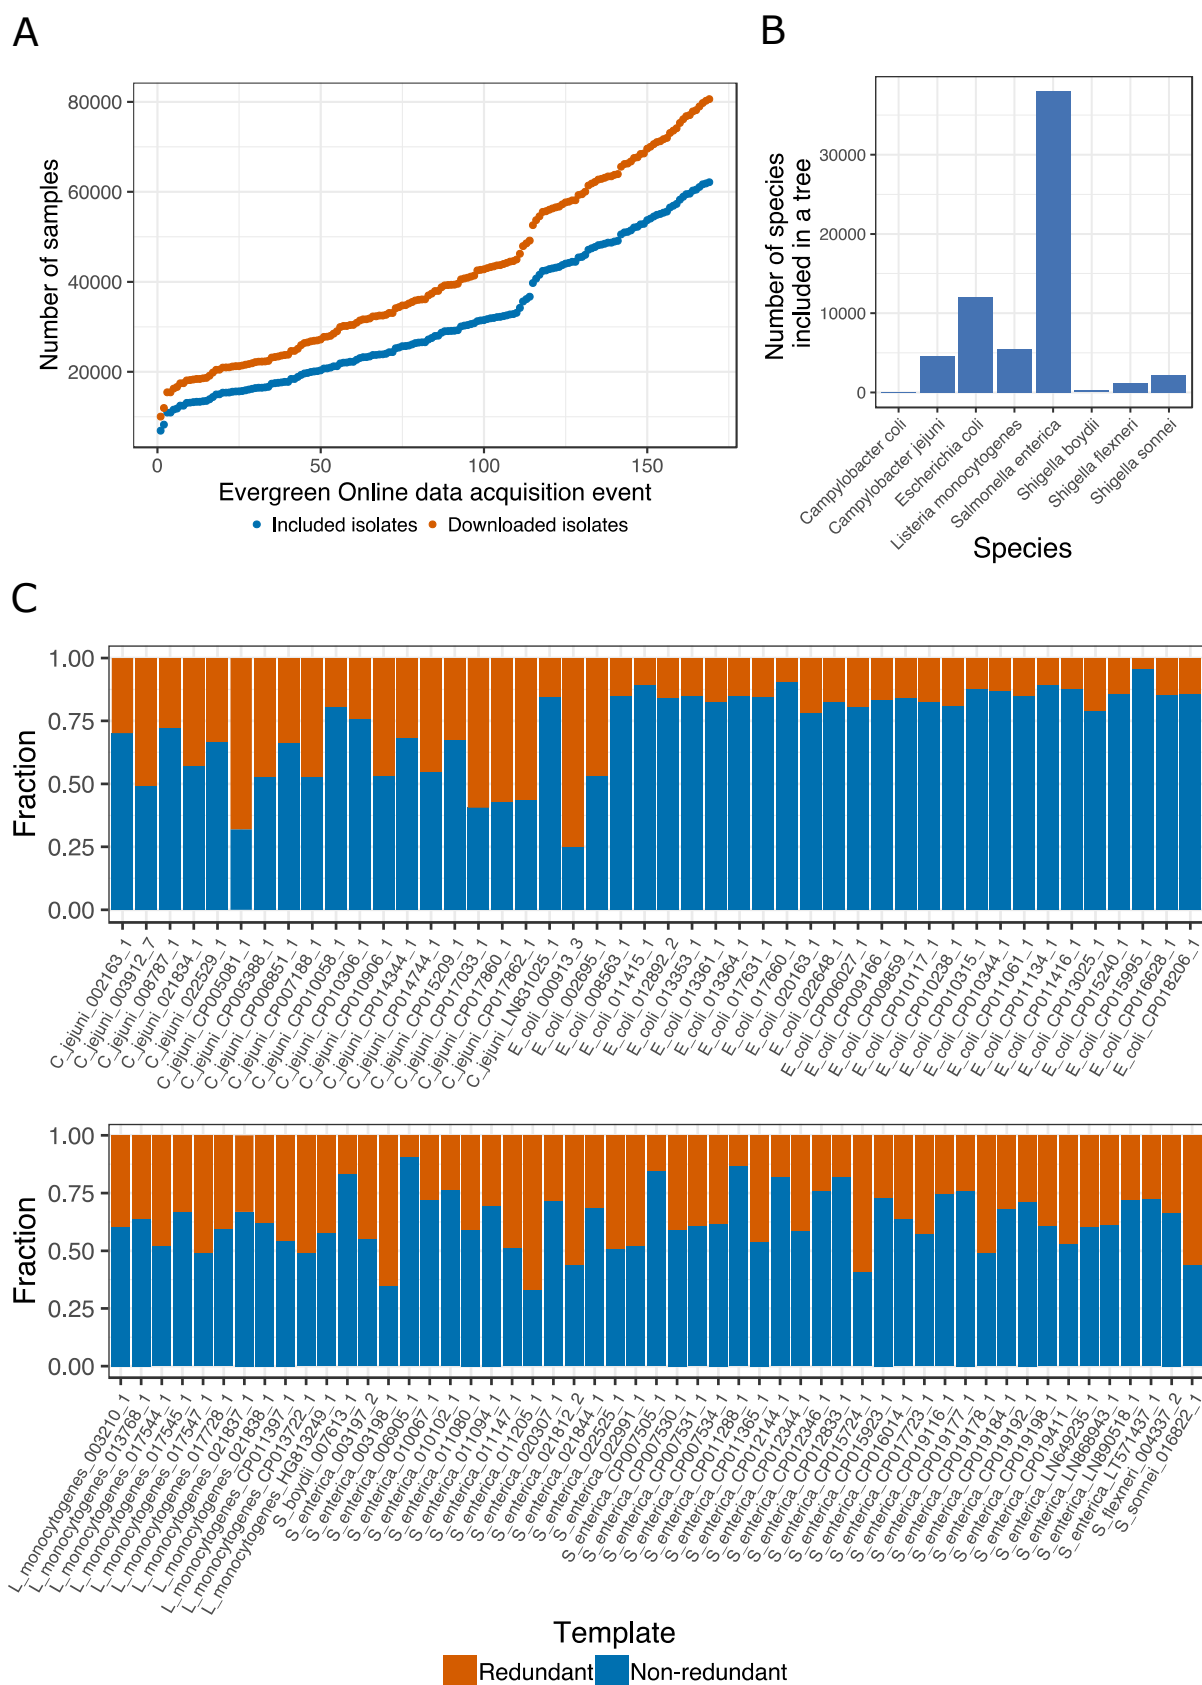 A
80000
60000
40000
20000
Number of samples
0
50
100
150
Evergreen Online data acquisition event
Included isolates
Downloaded isolates
B
30000
20000
10000
0
Number of species
included in a tree
Campylobacter coli
Campylobacter jejuni
Escherichia coli
Listeria monocytogenes
Salmonella enterica
Shigella boydii
Shigella flexneri
Shigella sonnei
Species
C
1.00
0.75
0.50
0.25
0.00
Fraction
C_jejuni_002163_1
C_jejuni_003912_7
C_jejuni_008787_1
C_jejuni_021834_1
C_jejuni_022529_1
C_jejuni_CP005081_1
C_jejuni_CP005388_1
C_jejuni_CP006851_1
C_jejuni_CP007188_1
C_jejuni_CP010058_1
C_jejuni_CP010306_1
C_jejuni_CP010906_1
C_jejuni_CP014344_1
C_jejuni_CP014744_1
C_jejuni_CP015209_1
C_jejuni_CP017033_1
C_jejuni_CP017860_1
C_jejuni_CP017862_1
C_jejuni_LN831025_1
E_coli_000913_3
E_coli_002695_1
E_coli_008563_1
E_coli_011415_1
E_coli_012892_2
E_coli_013353_1
E_coli_013361_1
E_coli_013364_1
E_coli_017631_1
E_coli_017660_1
E_coli_020163_1
E_coli_022648_1
E_coli_CP006027_1
E_coli_CP009166_1
E_coli_CP009859_1
E_coli_CP010117_1
E_coli_CP010238_1
E_coli_CP010315_1
E_coli_CP010344_1
E_coli_CP011061_1
E_coli_CP011134_1
E_coli_CP011416_1
E_coli_CP013025_1
E_coli_CP015240_1
E_coli_CP015995_1
E_coli_CP016628_1
E_coli_CP018206_1
1.00
0.75
0.50
0.25
0.00
Fraction
L_monocytogenes_003210_1
L_monocytogenes_013768_1
L_monocytogenes_017544_1
L_monocytogenes_017545_1
L_monocytogenes_017547_1
L_monocytogenes_017728_1
L_monocytogenes_021837_1
L_monocytogenes_021838_1
L_monocytogenes_CP011397_1
L_monocytogenes_CP013722_1
L_monocytogenes_HG813249_1
S_boydii_007613_1
S_enterica_003197_2
S_enterica_003198_1
S_enterica_006905_1
S_enterica_010067_1
S_enterica_010102_1
S_enterica_011080_1
S_enterica_011094_1
S_enterica_011147_1
S_enterica_011205_1
S_enterica_020307_1
S_enterica_021812_2
S_enterica_021844_1
S_enterica_022525_1
S_enterica_022991_1
S_enterica_CP007505_1
S_enterica_CP007530_1
S_enterica_CP007531_1
S_enterica_CP007534_1
S_enterica_CP011288_1
S_enterica_CP011365_1
S_enterica_CP012144_1
S_enterica_CP012344_1
S_enterica_CP012346_1
S_enterica_CP012833_1
S_enterica_CP015724_1
S_enterica_CP015923_1
S_enterica_CP016014_1
S_enterica_CP017723_1
S_enterica_CP019116_1
S_enterica_CP019177_1
S_enterica_CP019178_1
S_enterica_CP019184_1
S_enterica_CP019192_1
S_enterica_CP019198_1
S_enterica_CP019411_1
S_enterica_LN649235_1
S_enterica_LN868943_1
S_enterica_LN890518_1
S_enterica_LT571437_1
S_flexneri_004337_2
S_sonnei_016822_1
Template
Redundant
Non-redundant